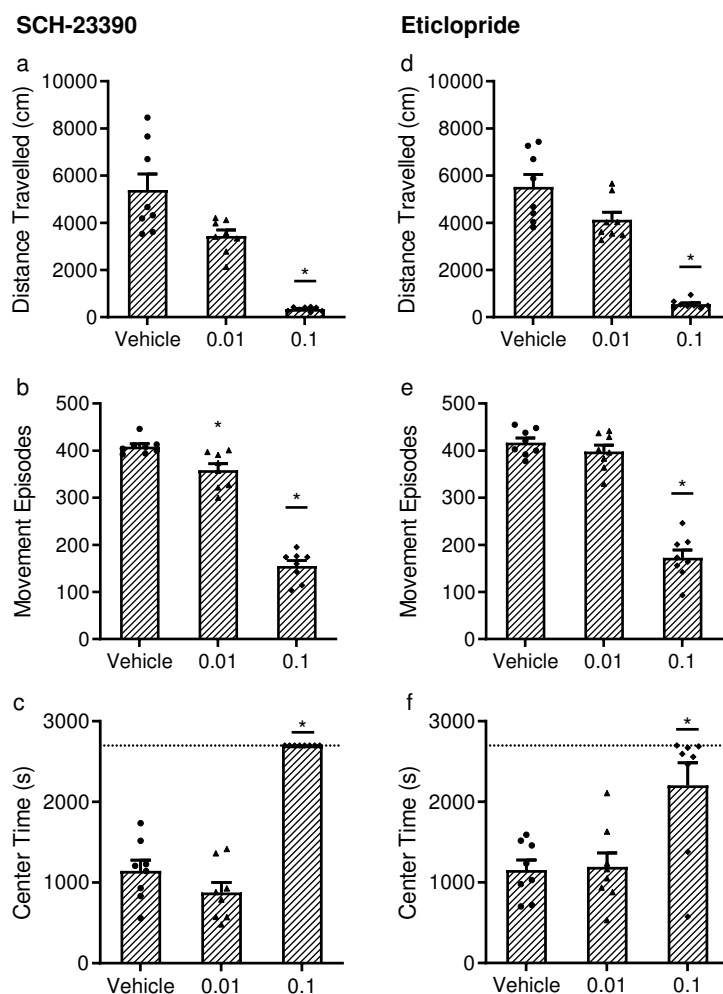 SCH-23390
Eticlopride
a
Distance Travelled (cm)
10000
8000
6000
4000
2000
0
*
Vehicle 0.01 0.1
d
Distance Travelled (cm)
10000
8000
6000
4000
2000
0
*
Vehicle 0.01 0.1
b
Movement Episodes
500
400
300
200
100
0
*
*
Vehicle 0.01 0.1
e
Movement Episodes
500
400
300
200
100
0
*
Vehicle 0.01 0.1
c
Center Time (s)
3000
2000
1000
0
*
Vehicle 0.01 0.1
f
Center Time (s)
3000
2000
1000
0
*
Vehicle 0.01 0.1